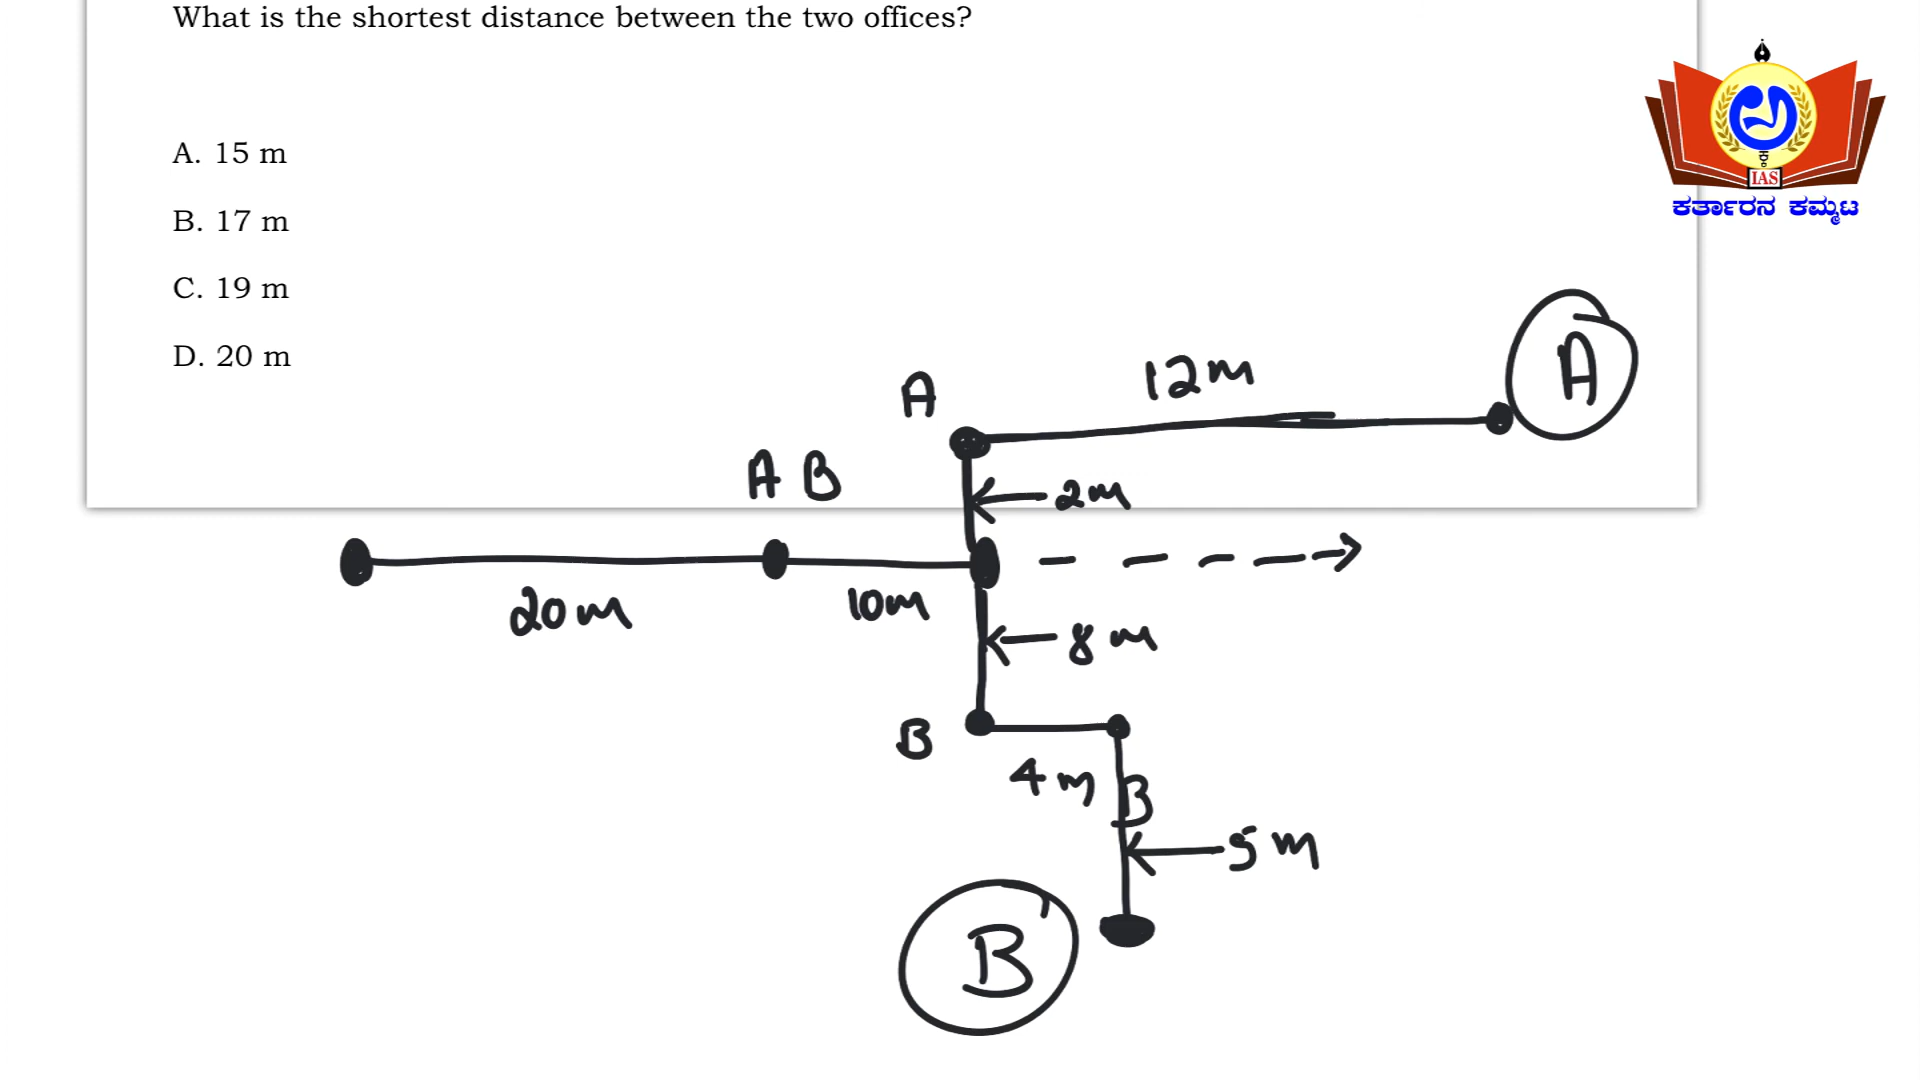 What is the shortest distance between the two offices?
A. 15 m
B. 17 m
C. 19 m
D. 20 m
IAS
ಕರ್ತಾರನ ಕಮ್ಮಟ
A
12m
A
A B
2m
20m
10m
8m
B
4m
B
5m
B